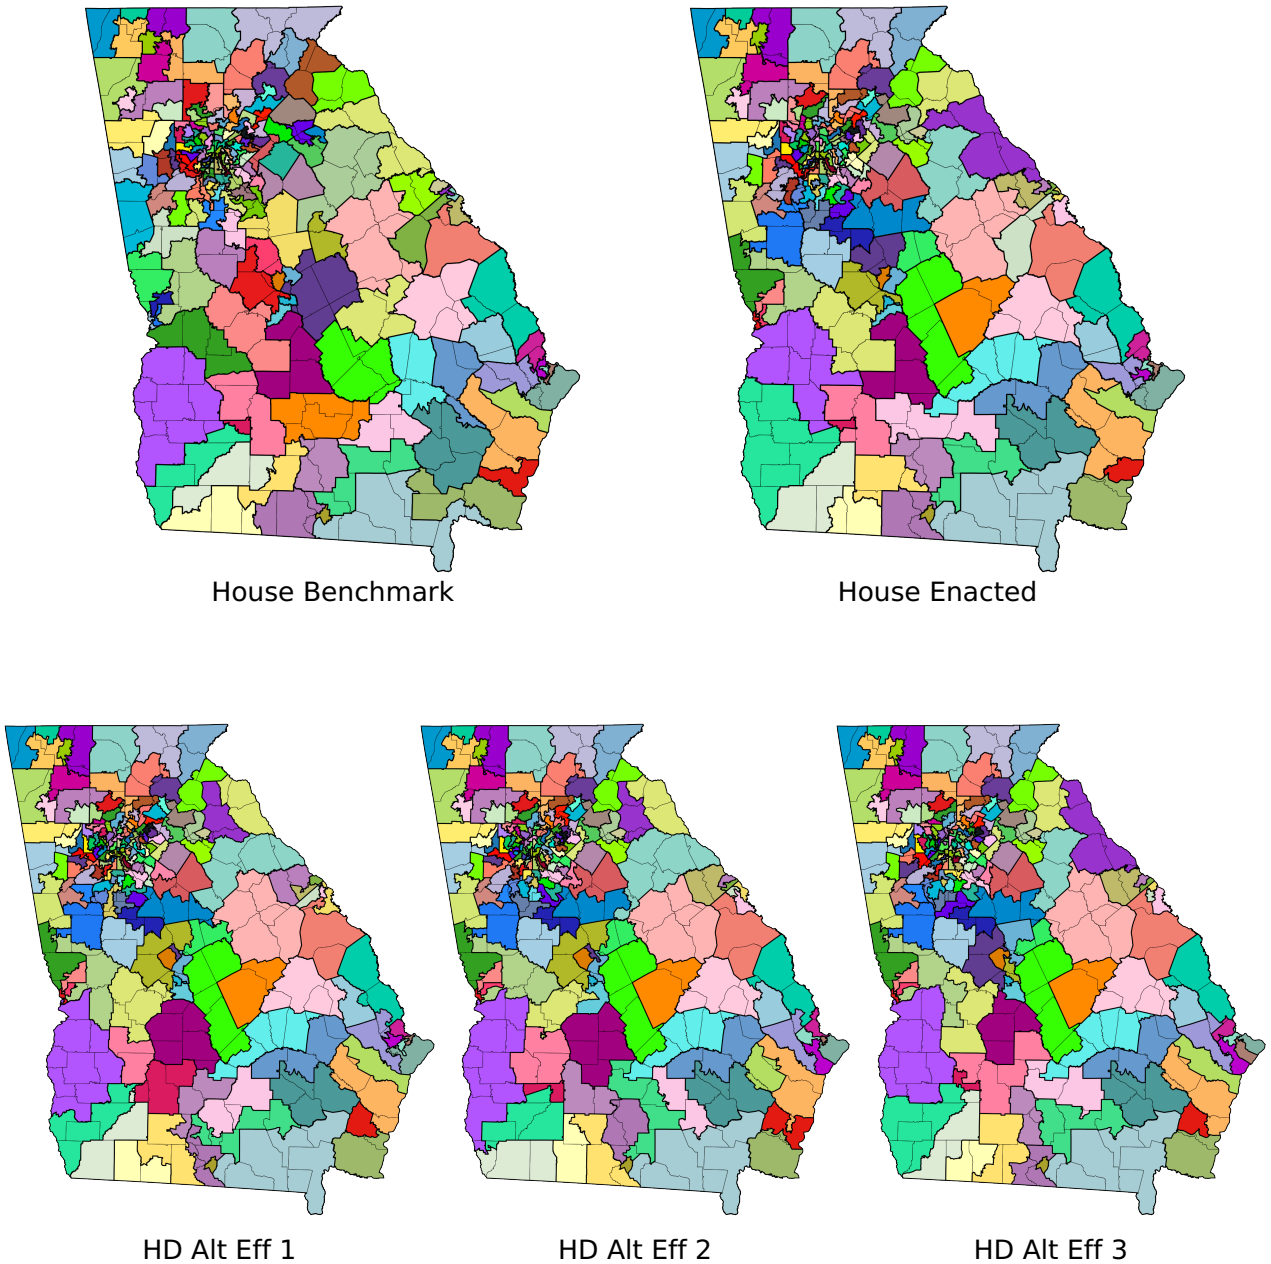 House Benchmark
House Enacted
HD Alt Eff 1
HD Alt Eff 2
HD Alt Eff 3